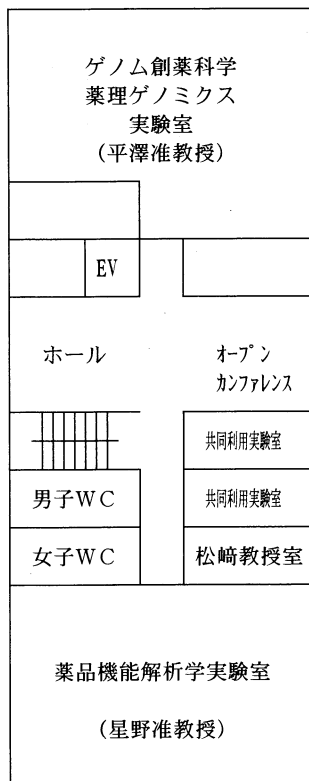 ゲノム創薬科学
薬理ゲノミクス
実験室
(平澤准教授)
EV
ホール
オープン
カンファレンス
共同利用実験室
男子WC
共同利用実験室
女子WC
松﨑教授室
薬品機能解析学実験室
(星野准教授)